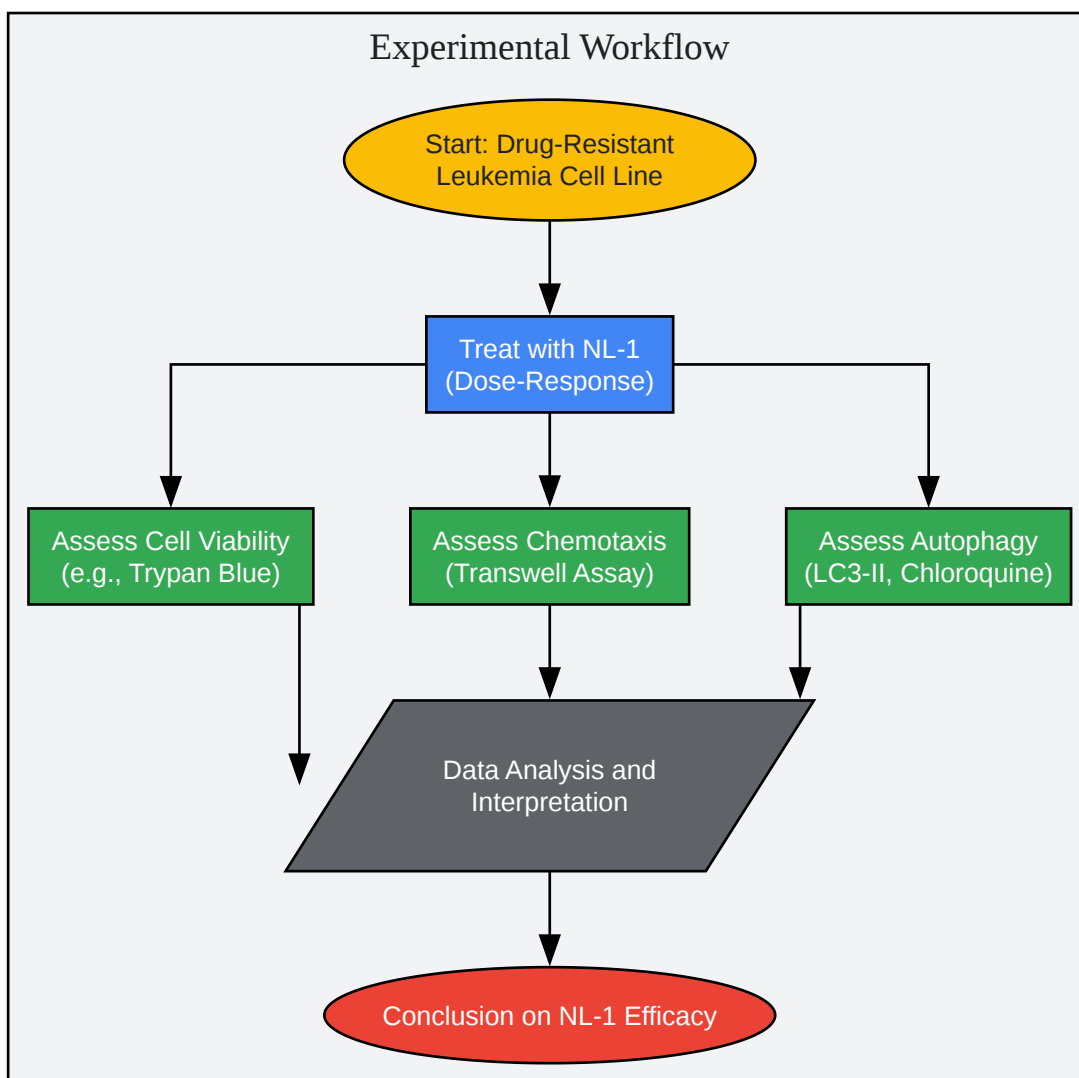 Experimental Workflow
Start: Drug-Resistant
Leukemia Cell Line
Treat with NL-1
(Dose-Response)
Assess Cell Viability
(e.g., Trypan Blue)
Assess Chemotaxis
(Transwell Assay)
Assess Autophagy
(LC3-II, Chloroquine)
Data Analysis and
Interpretation
Conclusion on NL-1 Efficacy